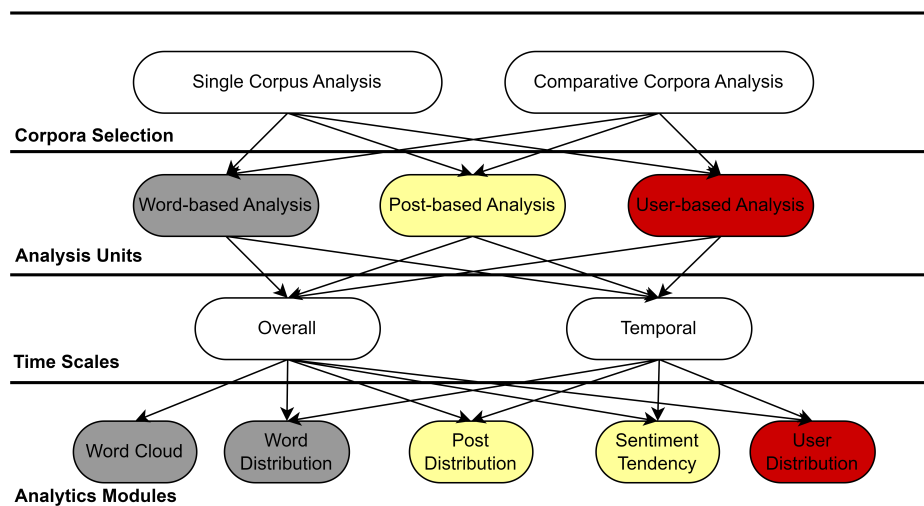 Single Corpus Analysis
Comparative Corpora Analysis
Corpora Selection
Word-based Analysis
Post-based Analysis
User-based Analysis
Analysis Units
Overall
Temporal
Time Scales
Word Cloud
Word
Distribution
Post
Distribution
Sentiment
Tendency
User
Distribution
Analytics Modules